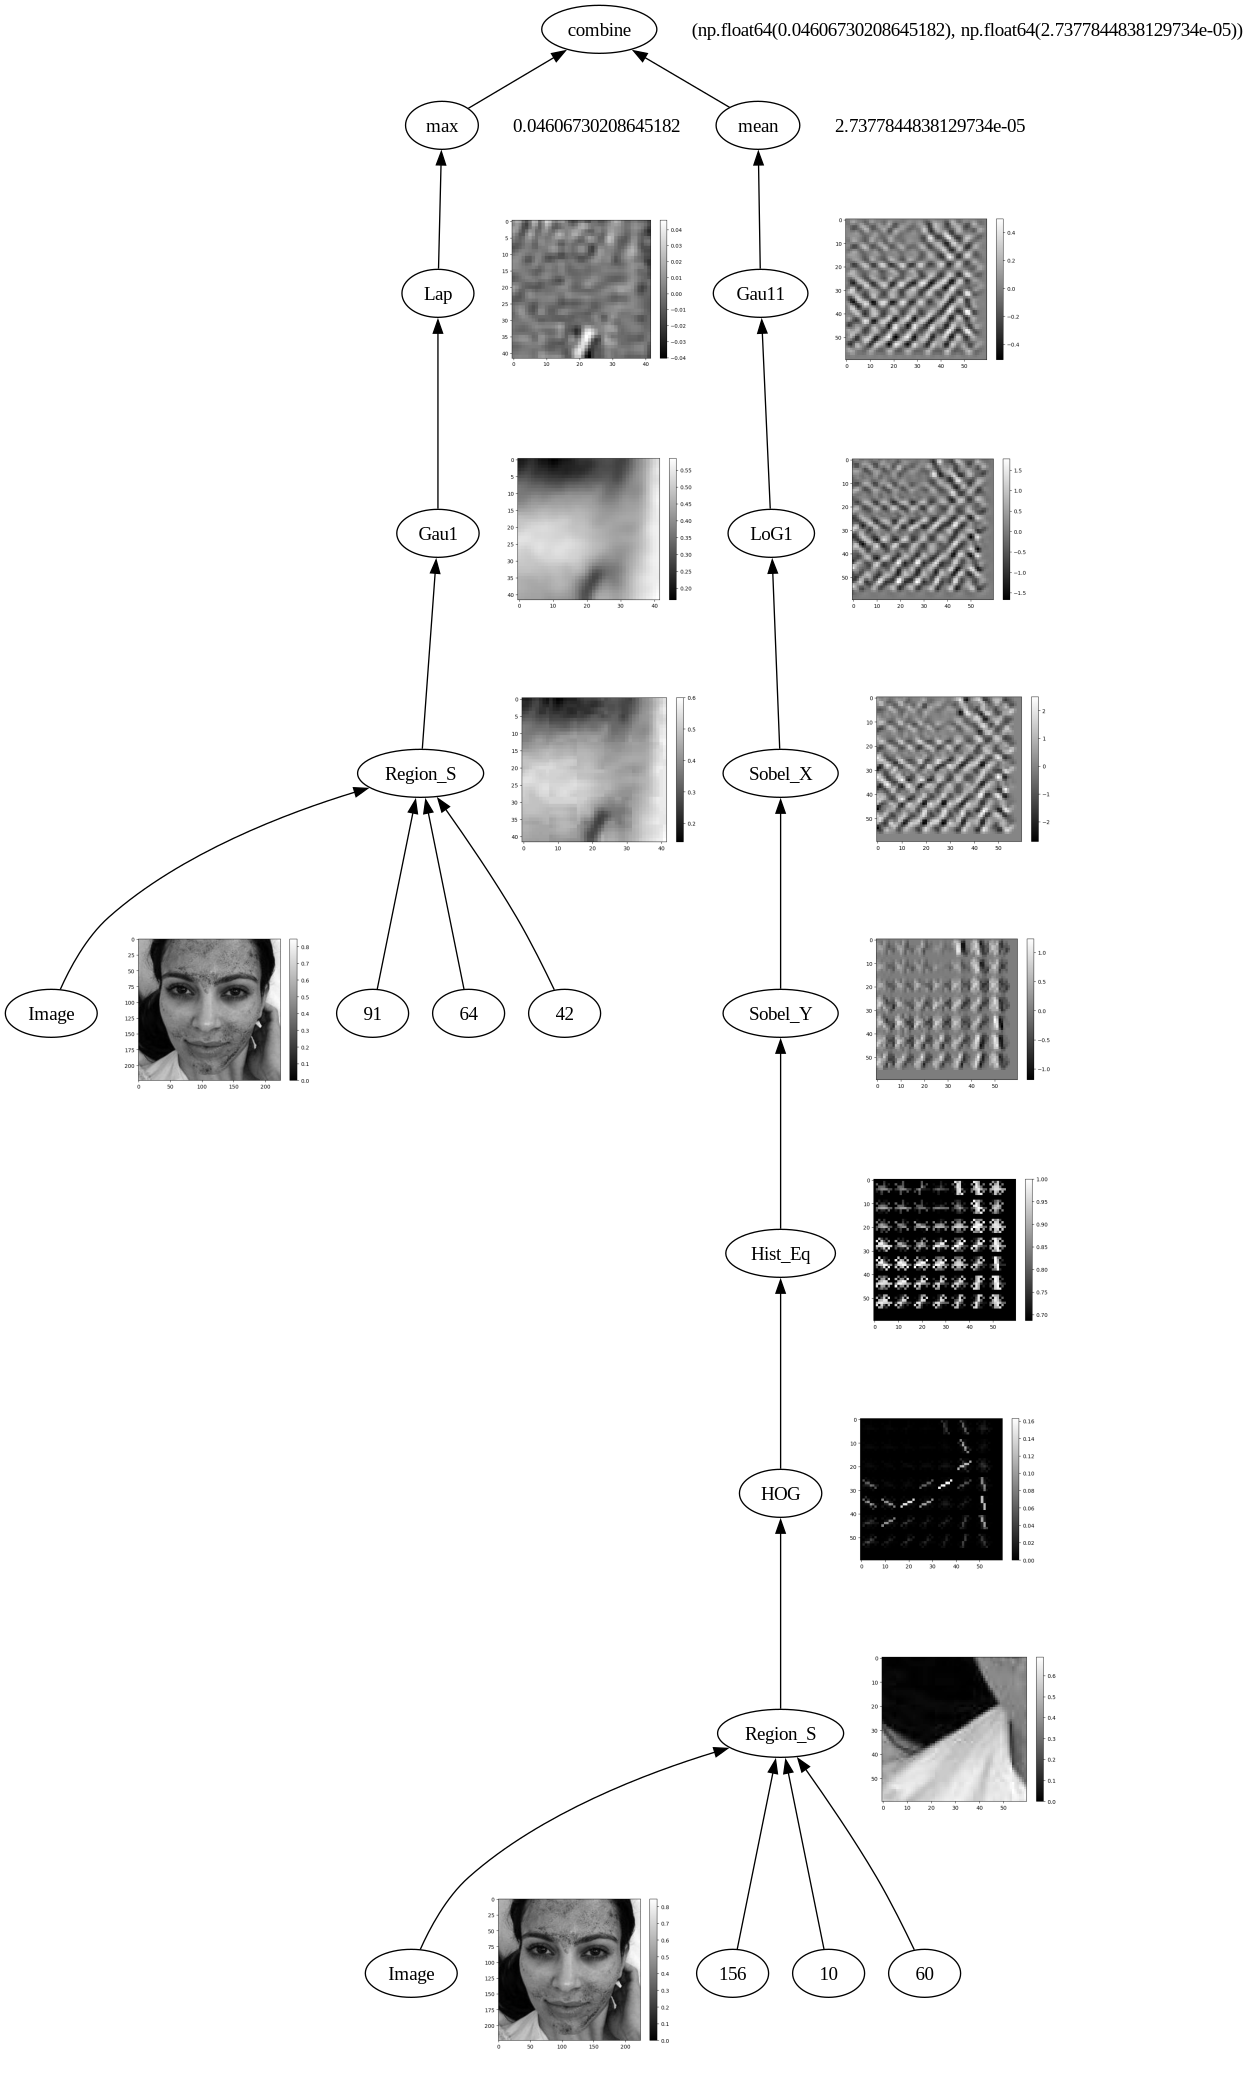 combine (np.float64(0.04606730208645182), np.float64(2.7377844838129734e-05))
max 0.04606730208645182 mean 2.7377844838129734e-05
Lap Gau11
Gau1 LoG1
Region_S Sobel_X
Image 91 64 42 Sobel_Y
Hist_Eq
HOG
Region_S
Image 156 10 60